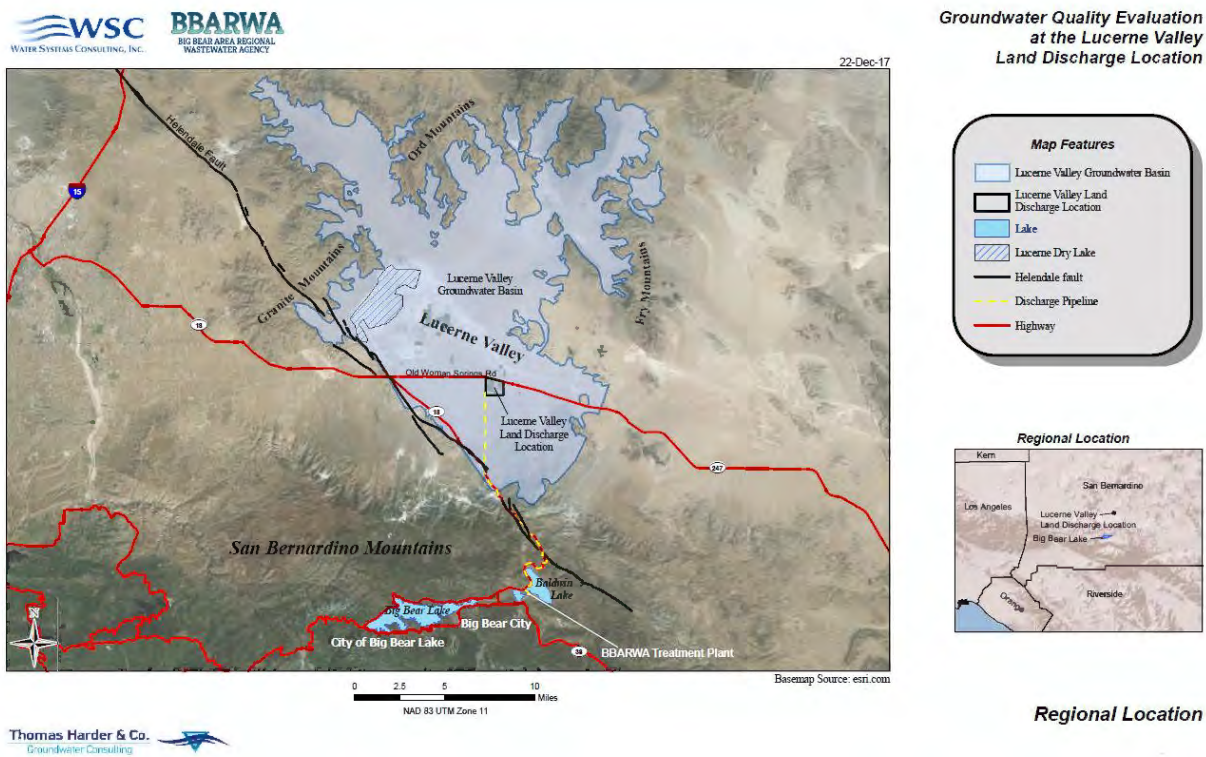 WSC
WATER SYSTEMS CONSULTING, INC.
BBARWA
BIG BEAR AREA REGIONAL
WASTEWATER AGENCY
Groundwater Quality Evaluation
at the Lucerne Valley
Land Discharge Location
22-Dec-17
Helendale Fault
Ord Mountains
15
Granite Mountains
Fry Mountains
Lucerne Valley
Groundwater Basin
Lucerne Valley
18
Old Woman Springs Rd
18
Lucerne Valley
Land Discharge
Location
247
San Bernardino Mountains
Baldwin
Lake
Big Bear Lake
Big Bear City
City of Big Bear Lake
BBARWA Treatment Plant
38
N
Basemap Source: esri.com
0 2.5 5 10
Miles
NAD 83 UTM Zone 11
Map Features
Lucerne Valley Groundwater Basin
Lucerne Valley Land
Discharge Location
Lake
Lucerne Dry Lake
Helendale fault
Discharge Pipeline
Highway
Regional Location
Kern
San Bernardino
Los Angeles
Lucerne Valley
Land Discharge Location
Big Bear Lake
Orange
Riverside
Regional Location
Thomas Harder & Co.
Groundwater Consulting